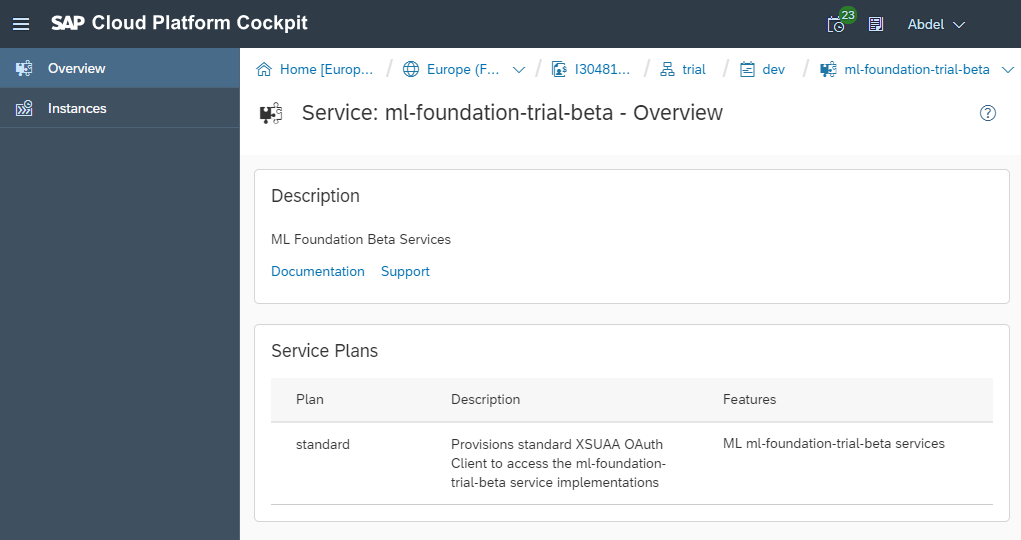 SAP Cloud Platform Cockpit
23
Abdel
Overview
Instances
Home [Europ...
Europe (F...
I30481...
trial
dev
ml-foundation-trial-beta
Service: ml-foundation-trial-beta - Overview
Description
ML Foundation Beta Services
Documentation
Support
Service Plans
Plan
Description
Features
standard
Provisions standard XSUAA OAuth
Client to access the ml-foundation-
trial-beta service implementations
ML ml-foundation-trial-beta services